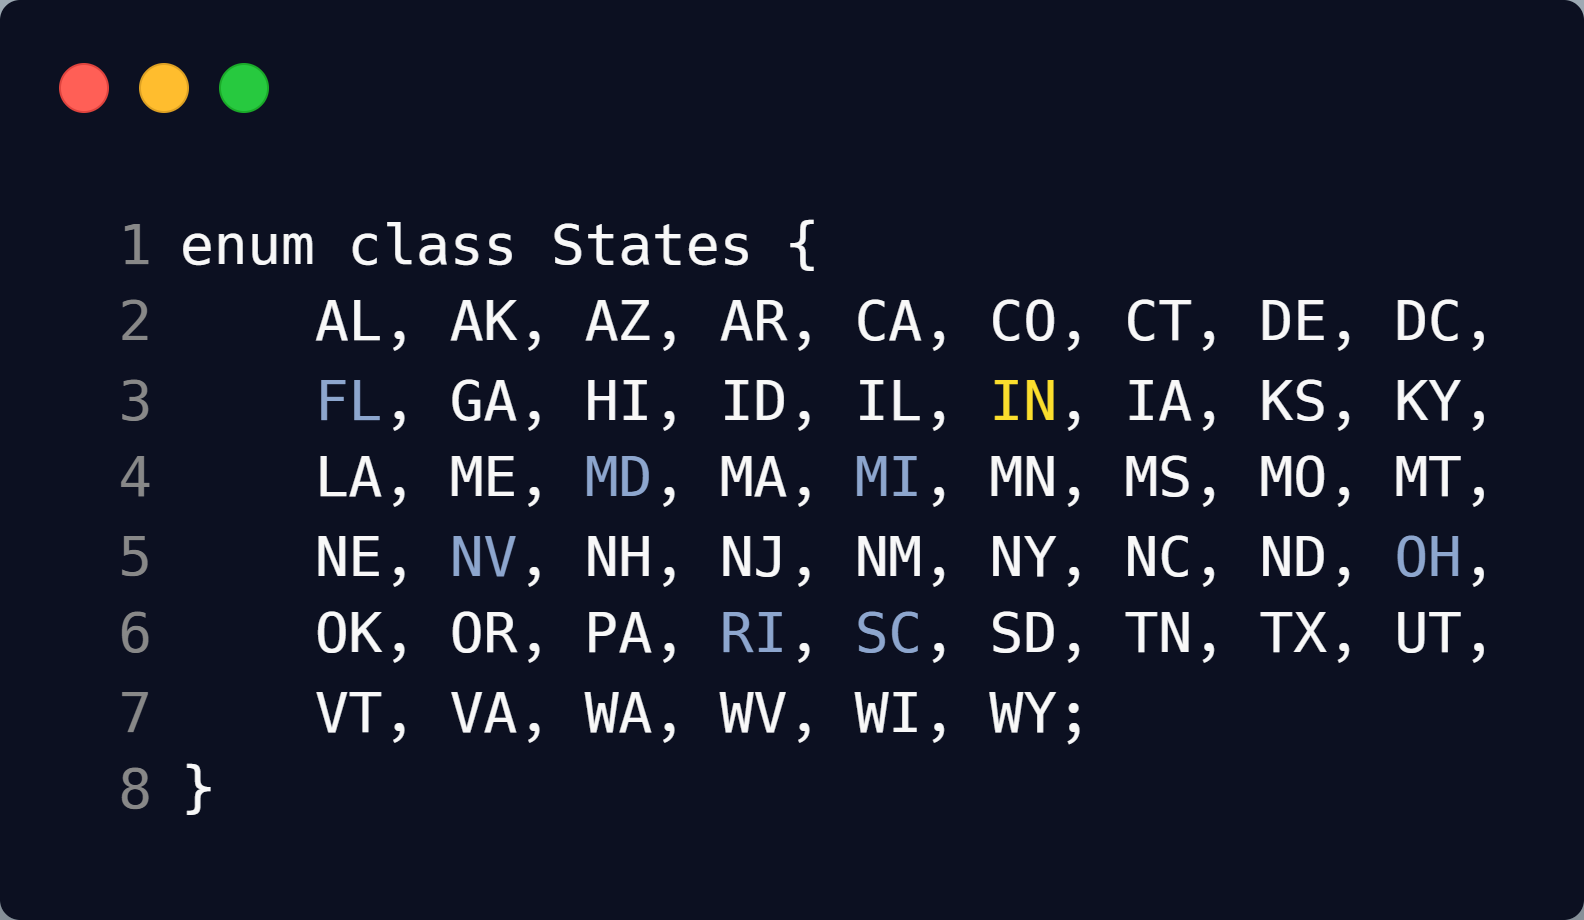 1 enum class States {
2     AL, AK, AZ, AR, CA, CO, CT, DE, DC,
3     FL, GA, HI, ID, IL, IN, IA, KS, KY,
4     LA, ME, MD, MA, MI, MN, MS, MO, MT,
5     NE, NV, NH, NJ, NM, NY, NC, ND, OH,
6     OK, OR, PA, RI, SC, SD, TN, TX, UT,
7     VT, VA, WA, WV, WI, WY;
8 }